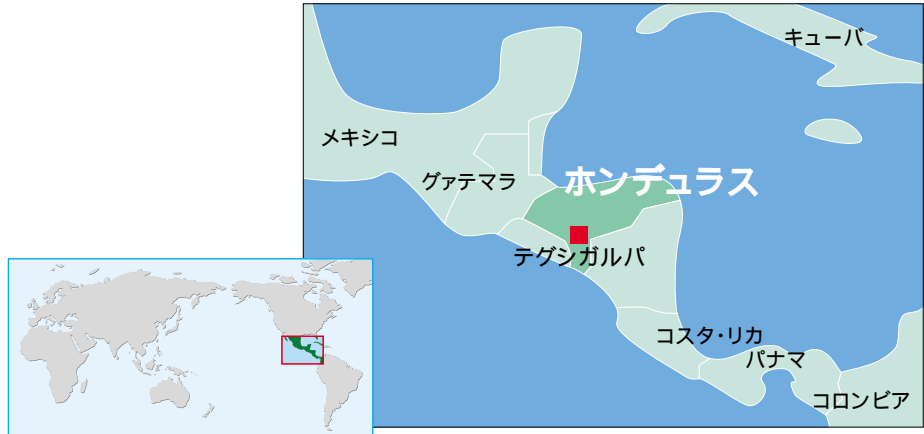 キューバ
メキシコ
グァテマラ
ホンデュラス
テグシガルパ
コスタ・リカ
パナマ
コロンビア